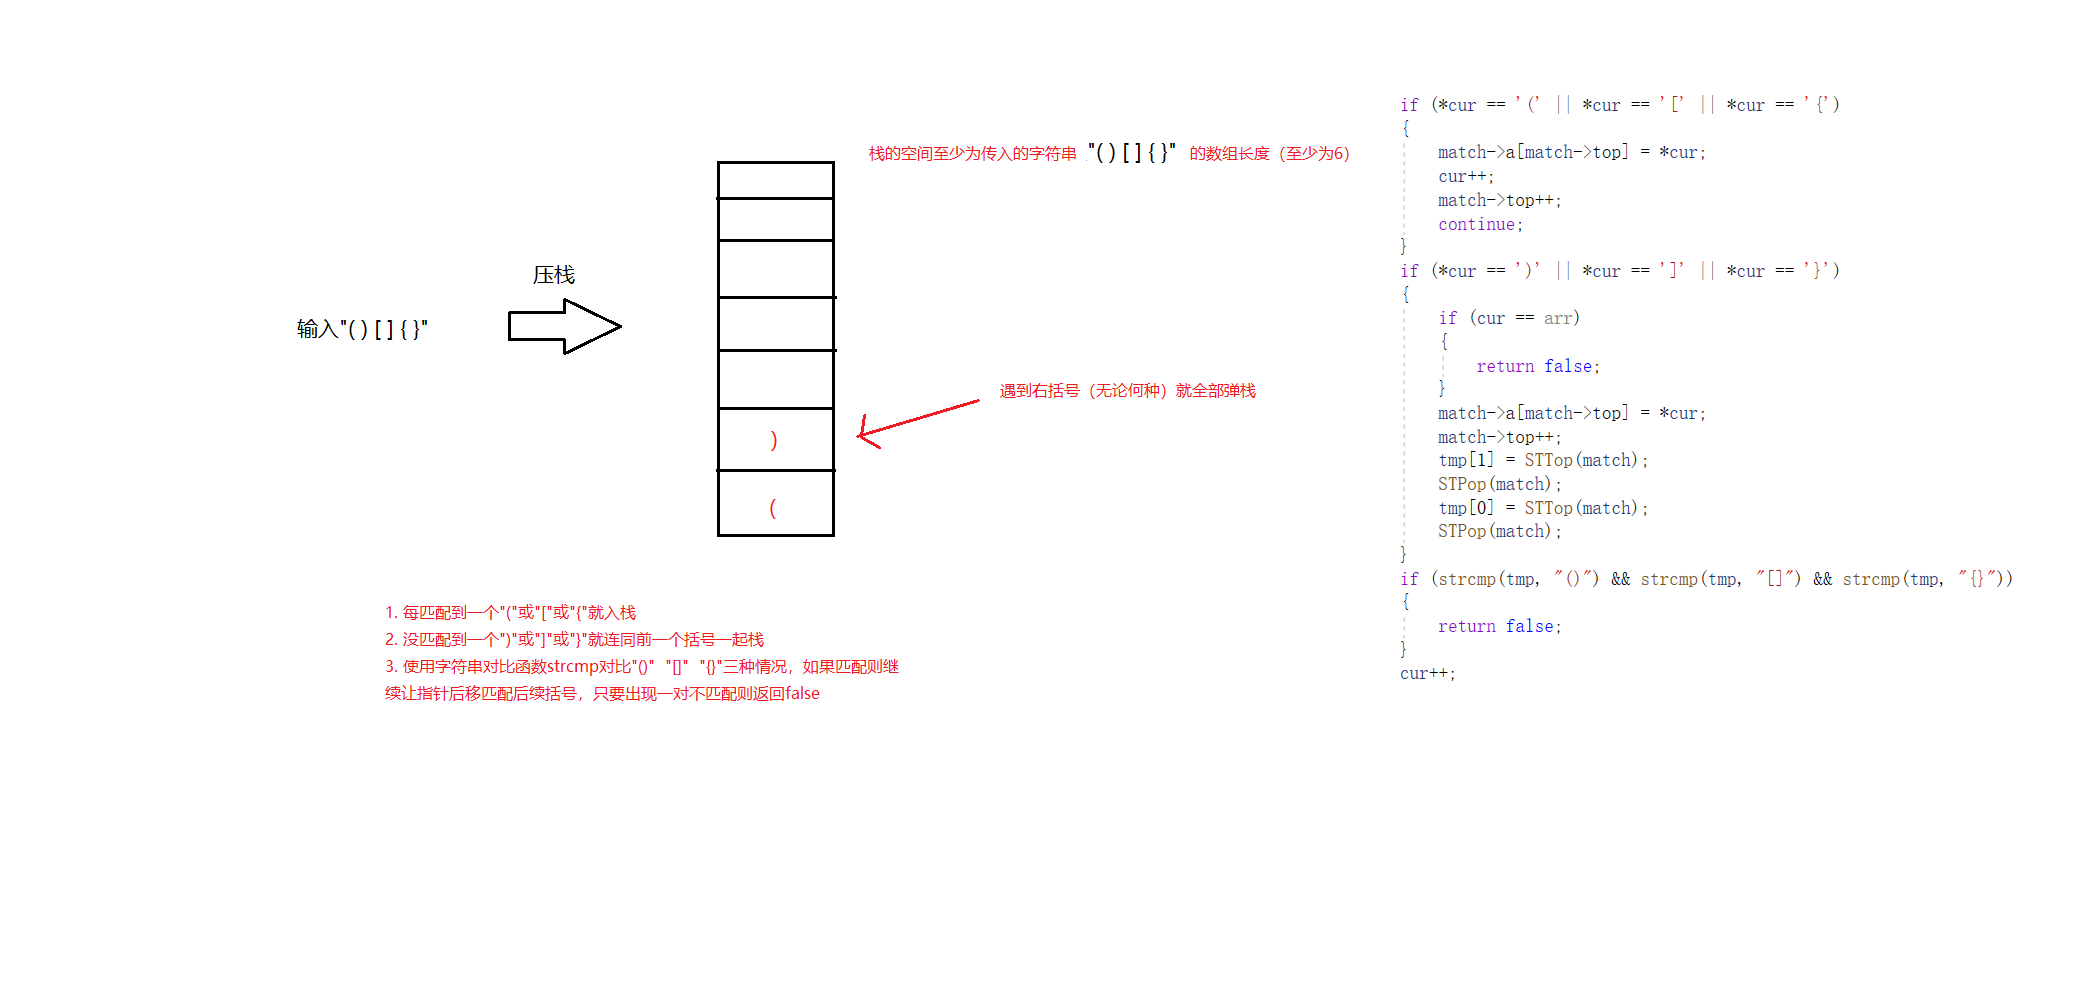 栈的空间至少为传入的字符串 "( ) [ ] { }" 的数组长度（至少为6）
压栈
输入"( ) [ ] { }"
遇到右括号（无论何种）就全部弹栈
)
(
1. 每匹配到一个"("或"["或"{"就入栈
2. 没匹配到一个")"或"]"或"}"就连同前一个括号一起栈
3. 使用字符串对比函数strcmp对比"()" "[]" "{}"三种情况，如果匹配则继
续让指针后移匹配后续括号，只要出现一对不匹配则返回false
if (*cur == '(' || *cur == '[' || *cur == '{')
{
match->a[match->top] = *cur;
cur++;
match->top++;
continue;
}
if (*cur == ')' || *cur == ']' || *cur == '}')
{
if (cur == arr)
{
return false;
}
match->a[match->top] = *cur;
match->top++;
tmp[1] = STTop(match);
STPop(match);
tmp[0] = STTop(match);
STPop(match);
}
if (strcmp(tmp, "()") && strcmp(tmp, "[]") && strcmp(tmp, "{}"))
{
return false;
}
cur++;